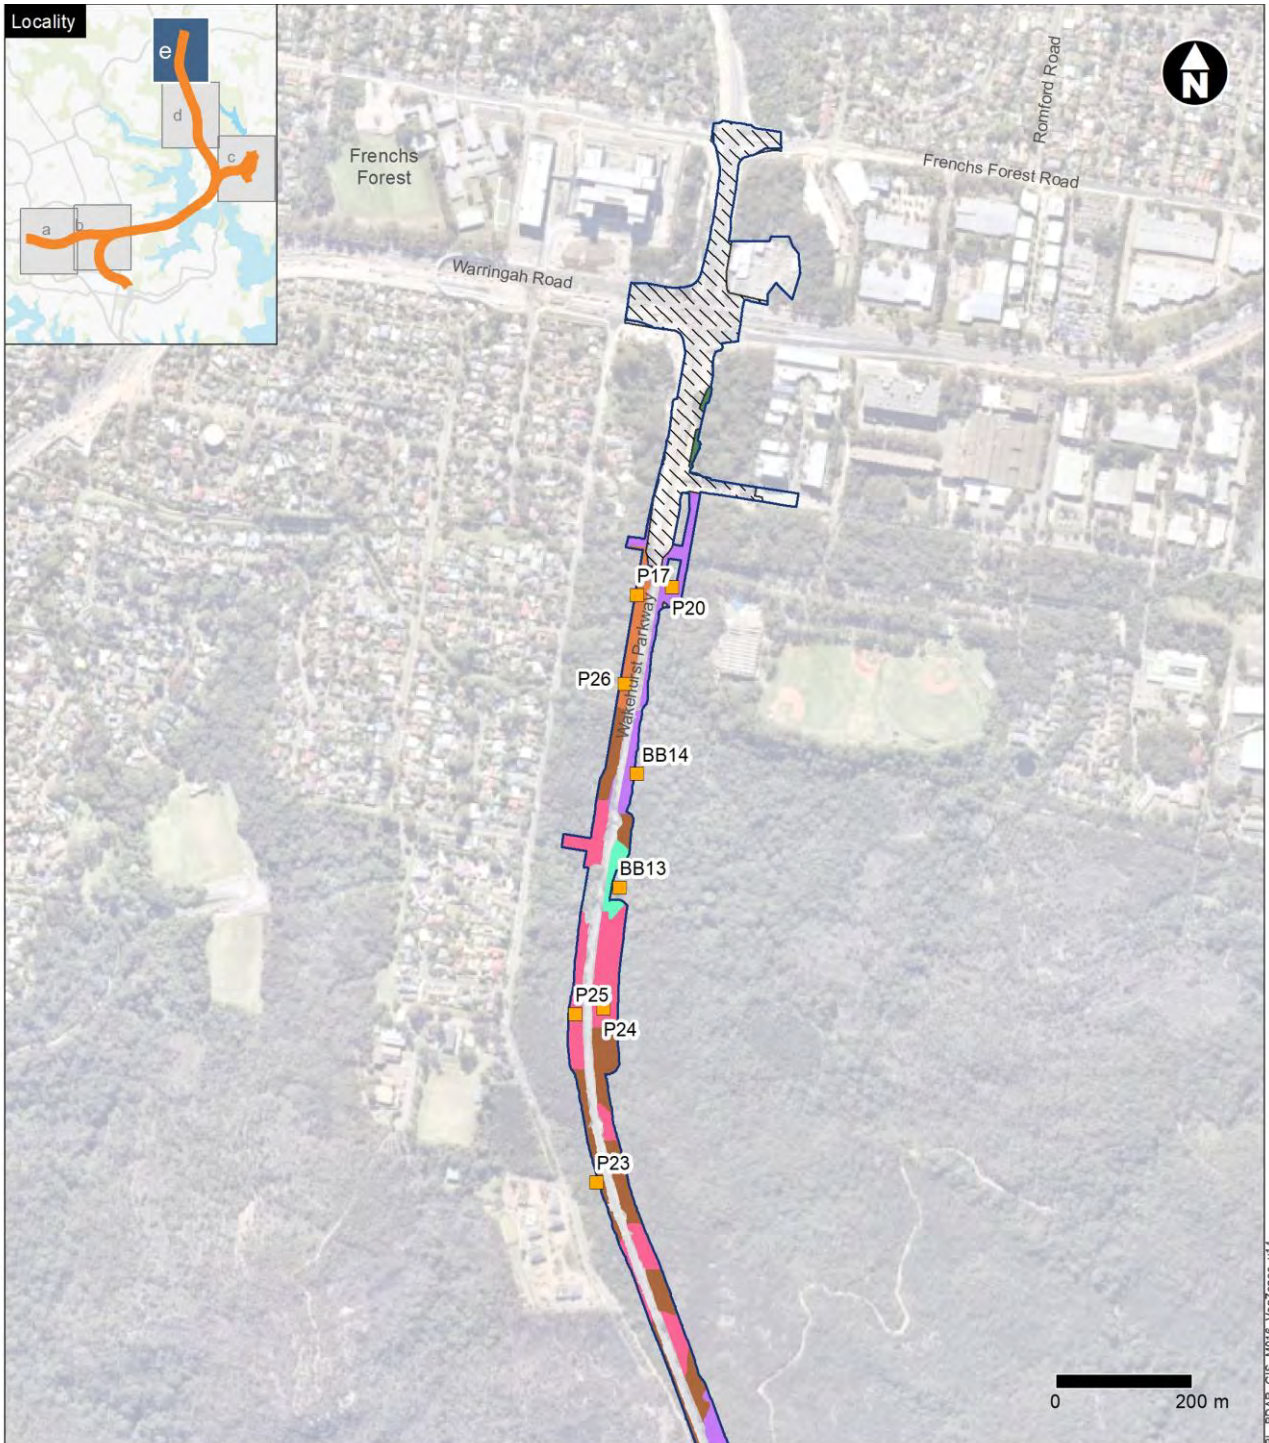 Locality
e
d
c
a
b
N
Romford Road
Frenchs
Forest
Frenchs Forest Road
Warringah Road
P17
P20
Wakehurst Parkway
P26
BB14
BB13
P25
P24
P23
0
200 m